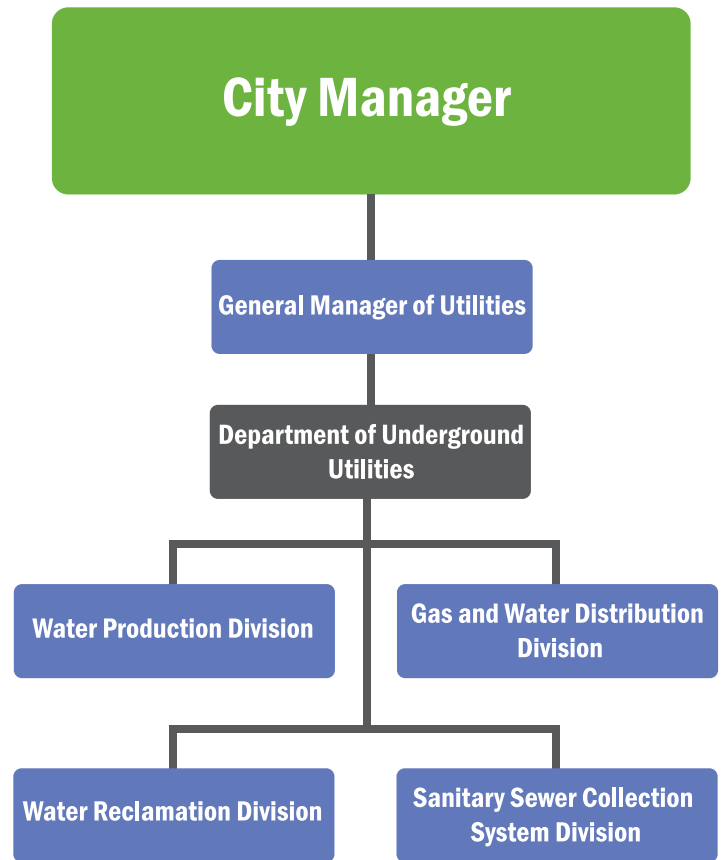 City Manager
General Manager of Utilities
Department of Underground
Utilities
Water Production Division
Gas and Water Distribution
Division
Water Reclamation Division
Sanitary Sewer Collection
System Division